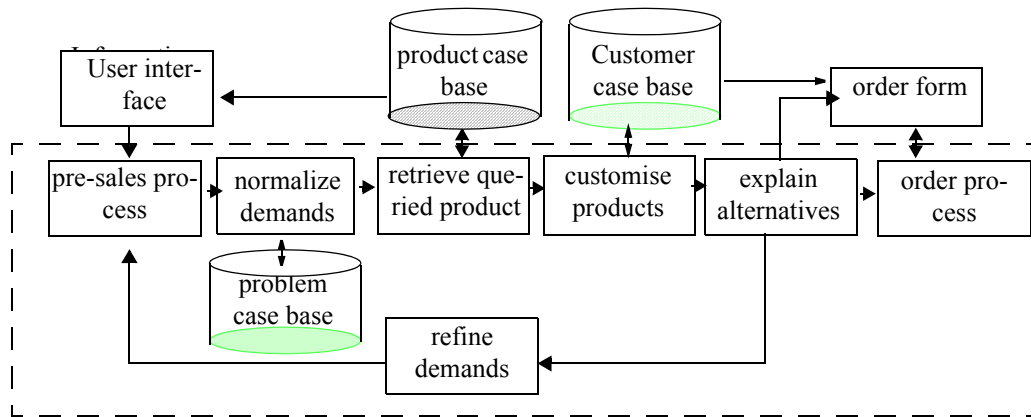 product case
base
Customer
case base
User inter-
face
order form
pre-sales pro-
cess
normalize
demands
retrieve que-
ried product
customise
products
explain
alternatives
order pro-
cess
problem
case base
refine
demands